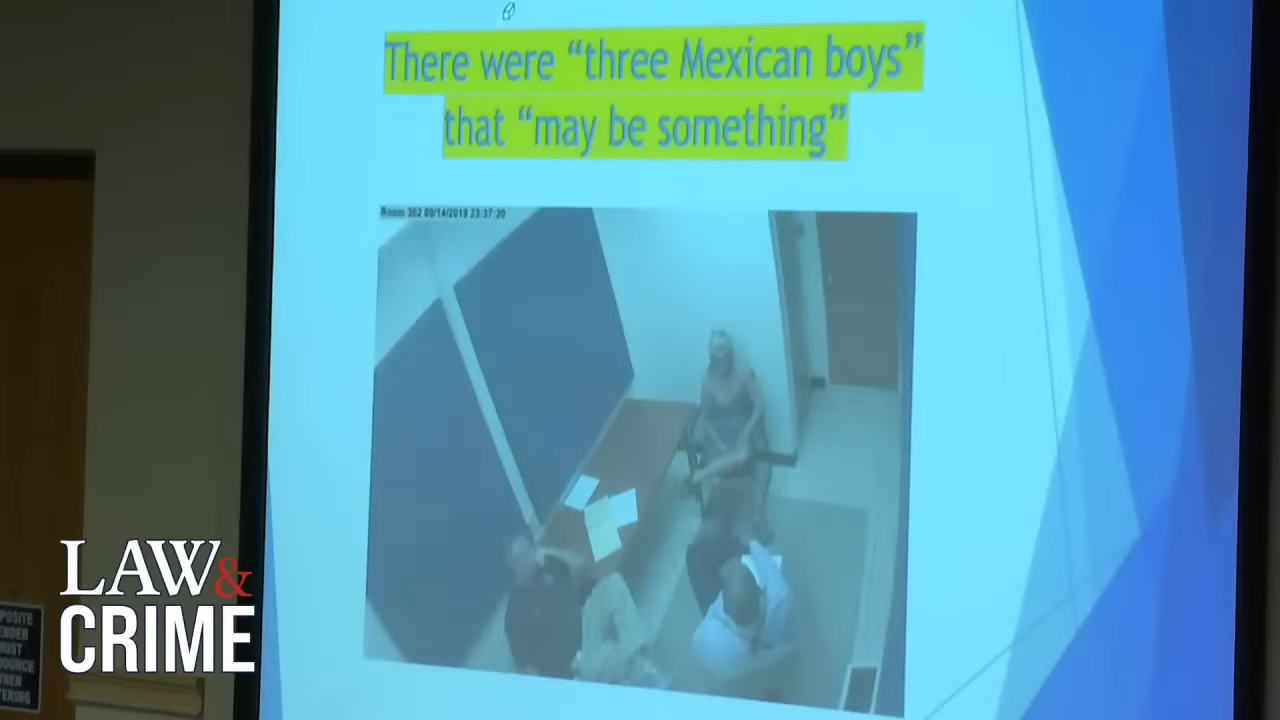 There were “three Mexican boys”
that “may be something”
Room 302 09/14/2019 23:37:20
LAW&
CRIME